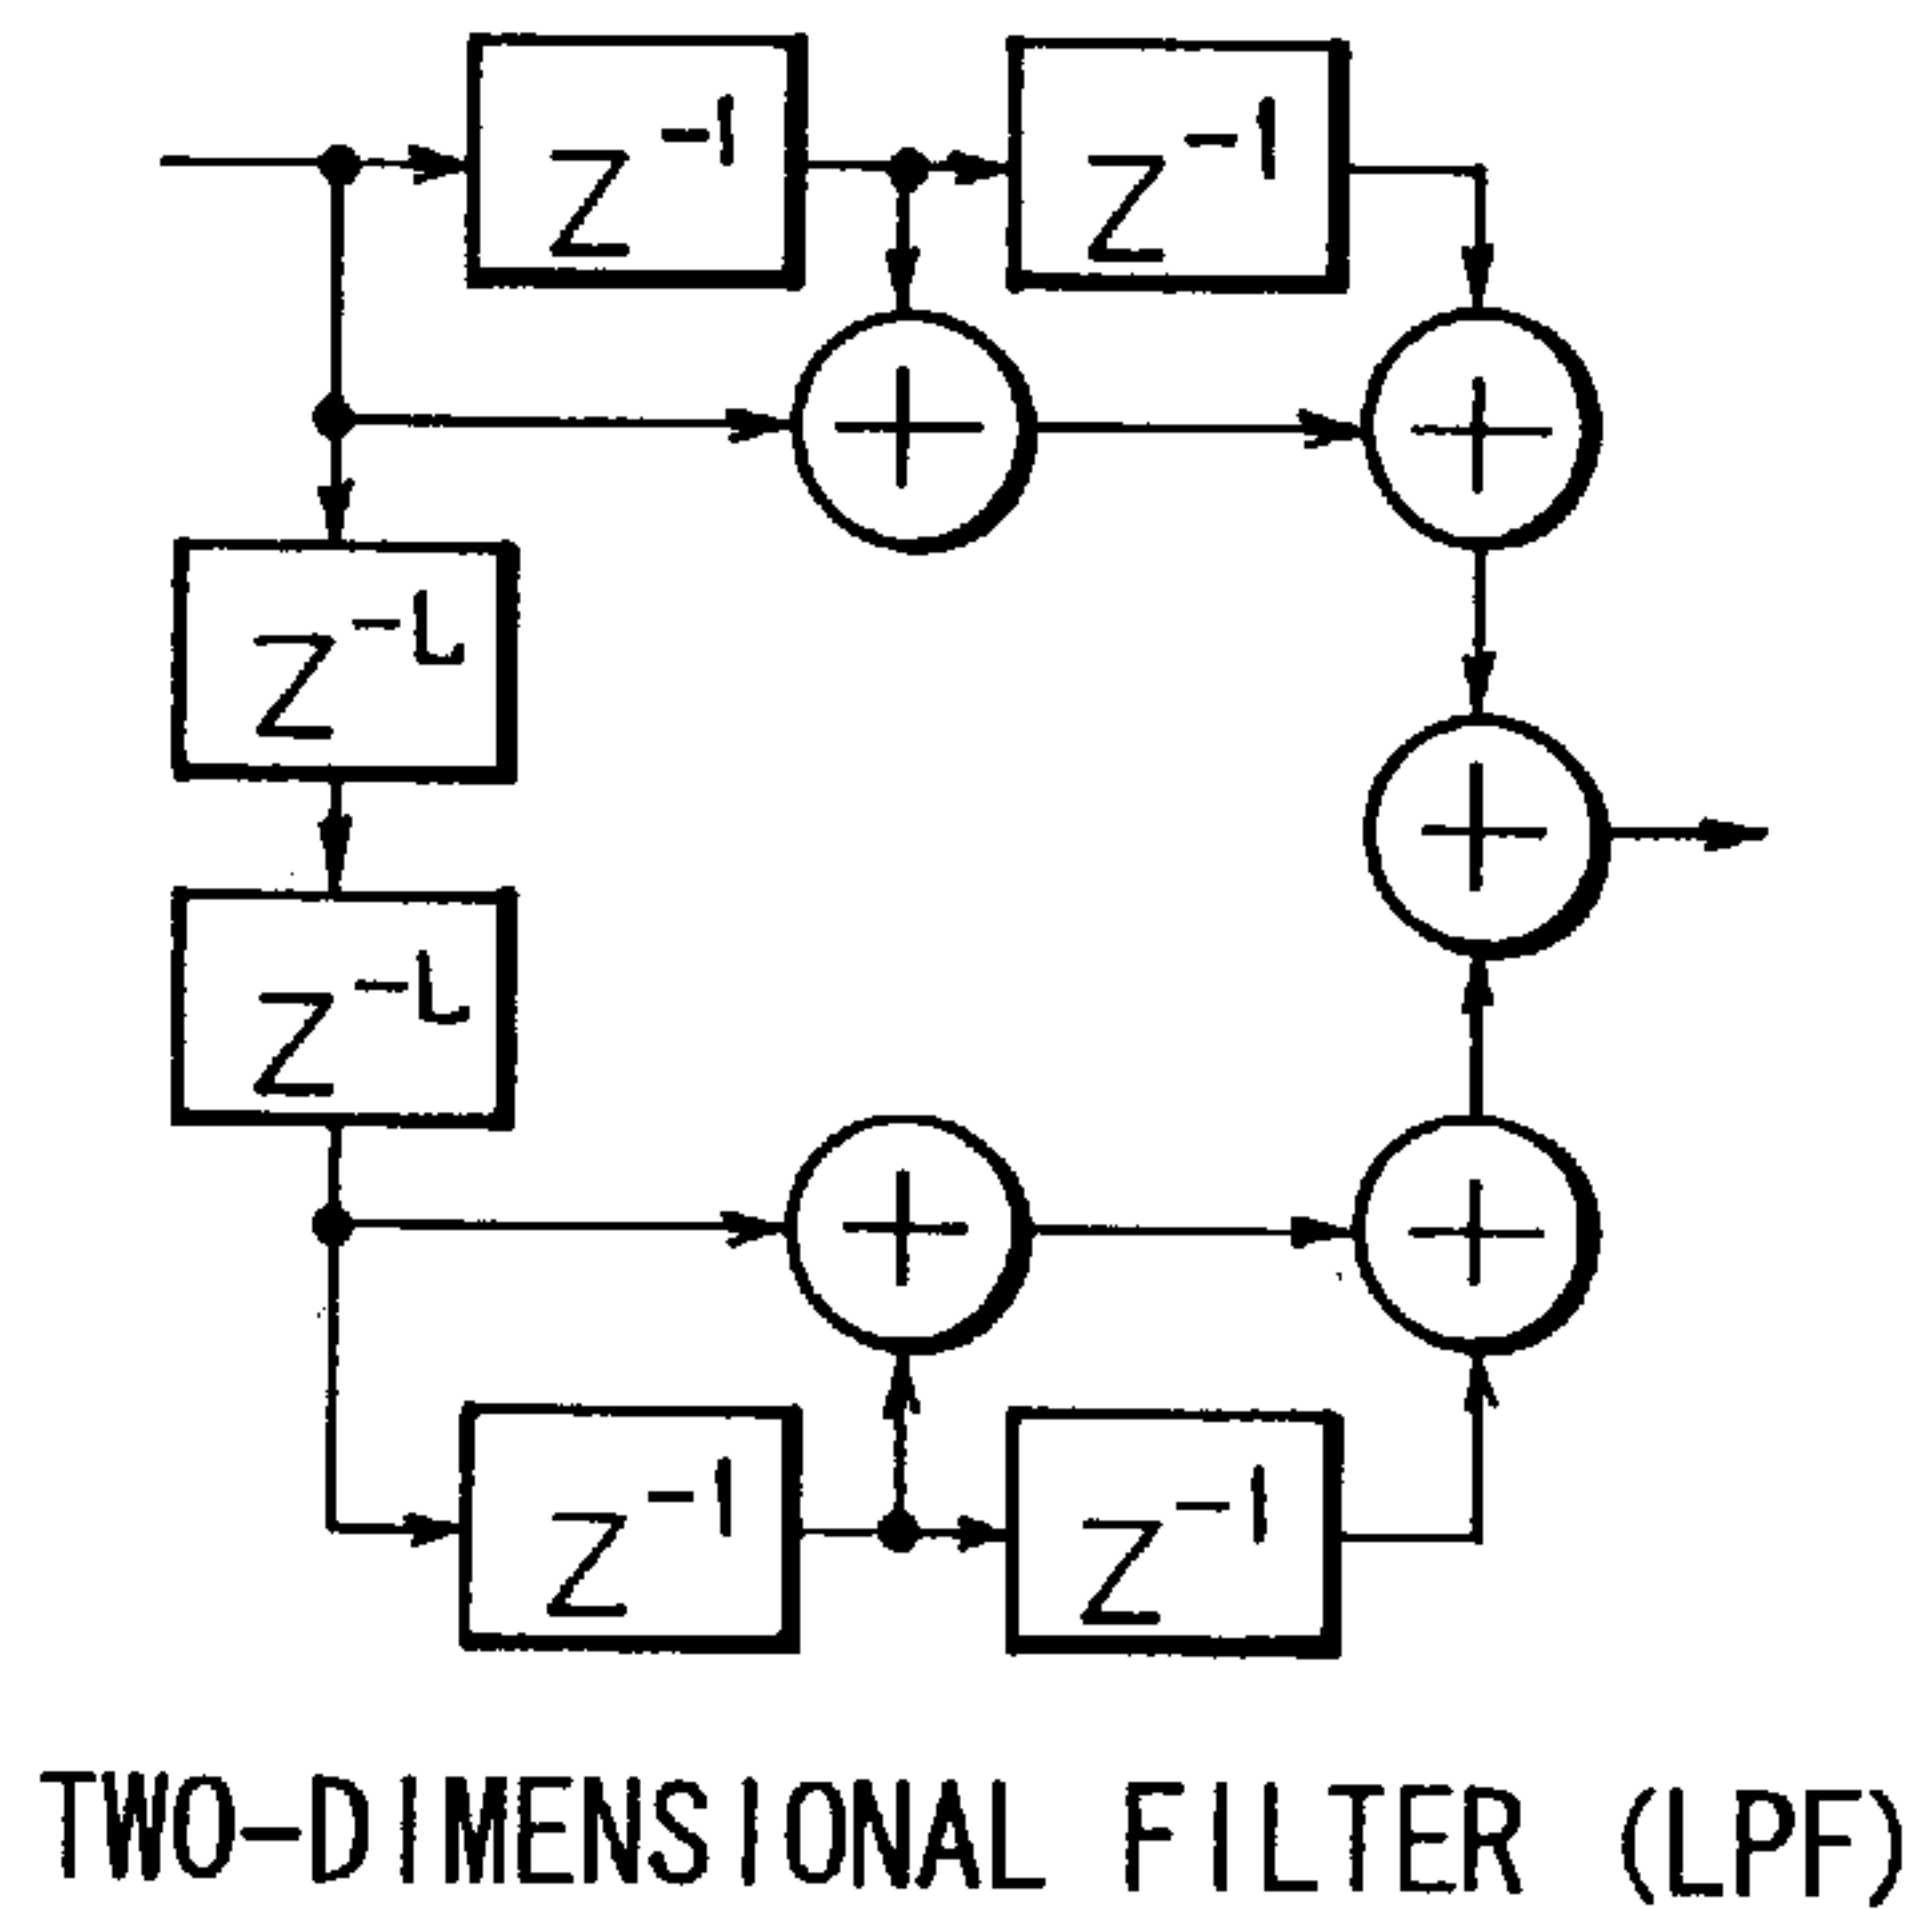 Z⁻¹ Z⁻¹
+ +
Z⁻ᴸ
+
Z⁻ᴸ
+ +
Z⁻¹ Z⁻¹
TWO-DIMENSIONAL FILTER (LPF)